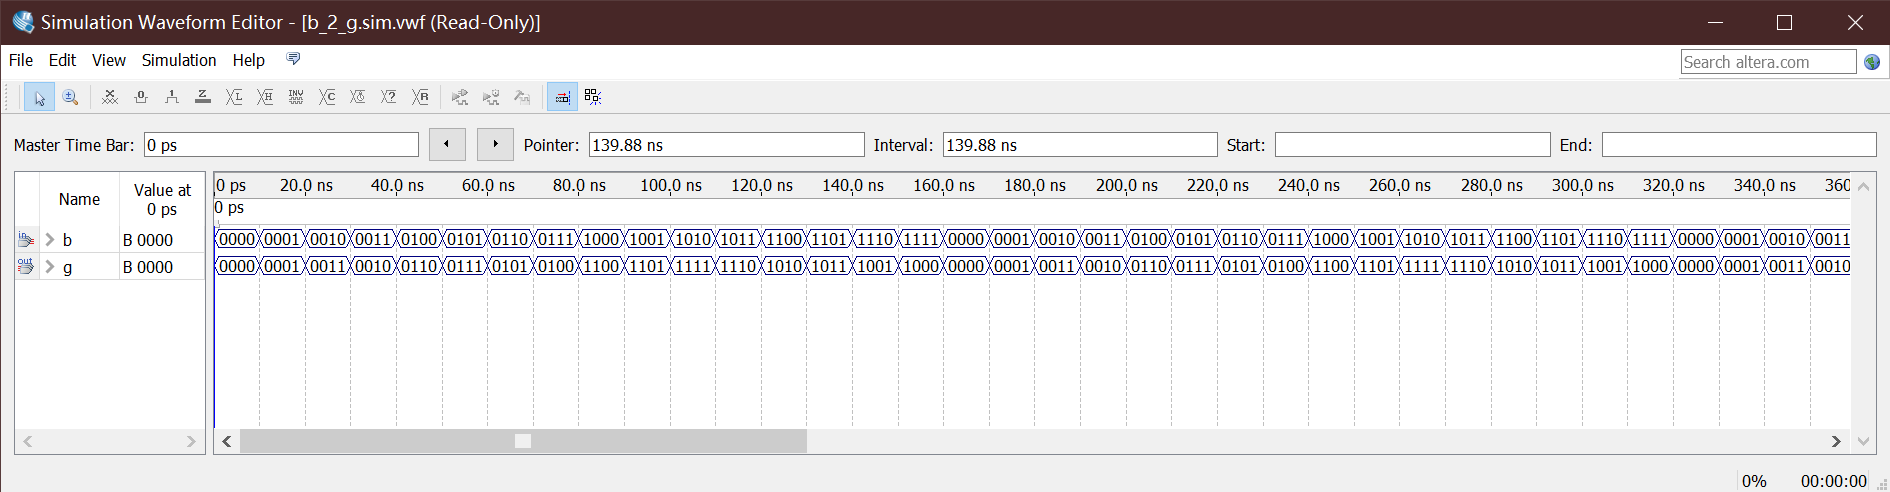 Simulation Waveform Editor - [b_2_g.sim.vwf (Read-Only)]
File Edit View Simulation Help Search altera.com
Master Time Bar: 0 ps Pointer: 139.88 ns Interval: 139.88 ns Start: End:
Name Value at 0 ps 0 ps 20.0 ns 40.0 ns 60.0 ns 80.0 ns 100.0 ns 120.0 ns 140.0 ns 160.0 ns 180.0 ns 200.0 ns 220.0 ns 240.0 ns 260.0 ns 280.0 ns 300.0 ns 320.0 ns 340.0 ns 360
0 ps
in b B 0000 0000 0001 0010 0011 0100 0101 0110 0111 1000 1001 1010 1011 1100 1101 1110 1111 0000 0001 0010 0011 0100 0101 0110 0111 1000 1001 1010 1011 1100 1101 1110 1111 0000 0001 0010 0011
out g B 0000 0000 0001 0011 0010 0110 0111 0101 0100 1100 1101 1111 1110 1010 1011 1001 1000 0000 0001 0011 0010 0110 0111 0101 0100 1100 1101 1111 1110 1010 1011 1001 1000 0000 0001 0011 0010
0% 00:00:00